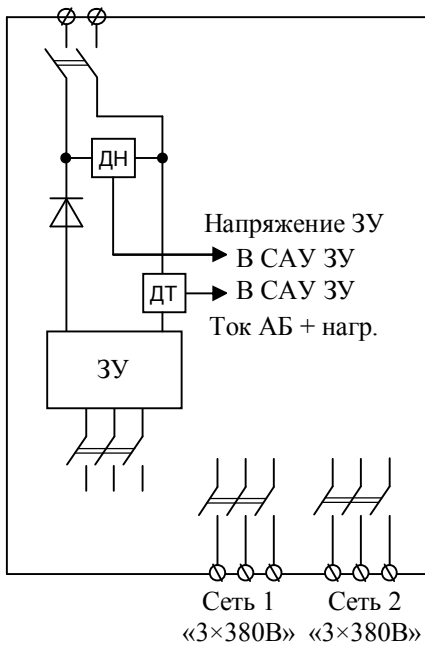 ДН
Напряжение ЗУ
В САУ ЗУ
ДТ
В САУ ЗУ
Ток АБ + нагр.
ЗУ
Сеть 1
Сеть 2
«3×380В»
«3×380В»